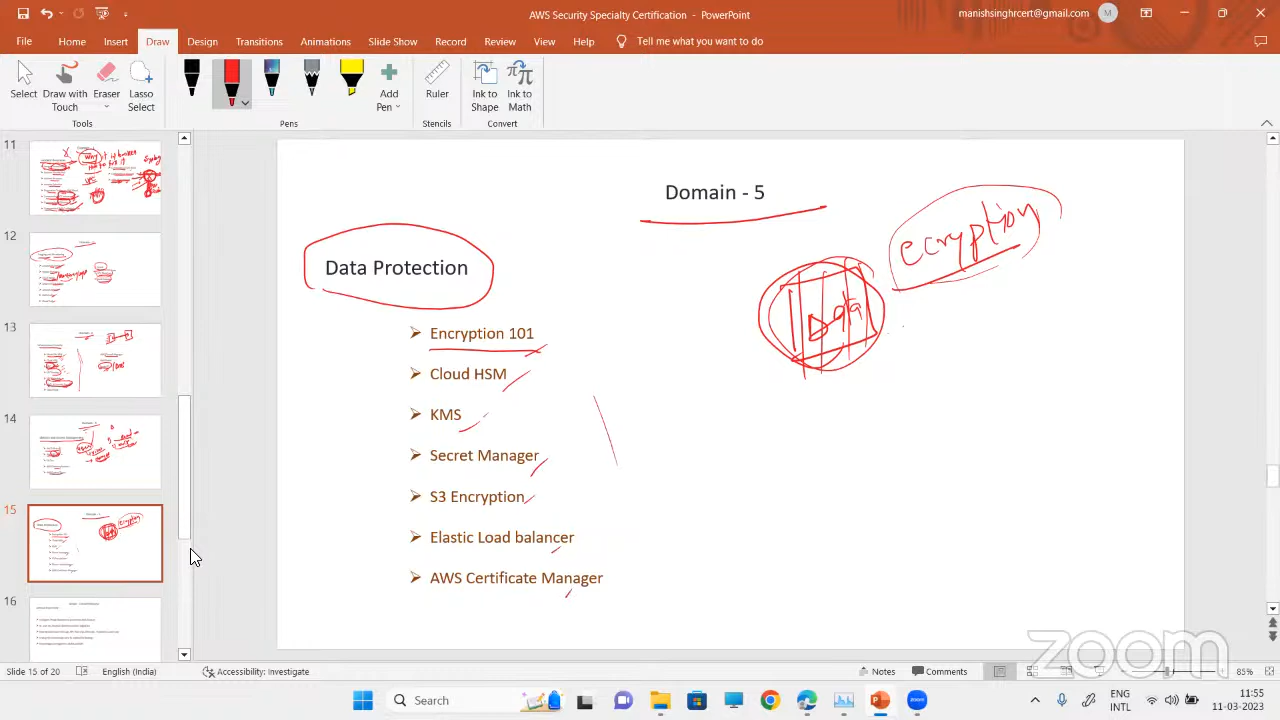 AWS Security Specialty Certification - PowerPoint
manishsinghrcert@gmail.com
M
File Home Insert Draw Design Transitions Animations Slide Show Record Review View Help Tell me what you want to do
Select
Draw with Touch
Eraser
Lasso Select
Add Pen
Ruler
Ink to Shape
Ink to Math
Tools
Pens
Stencils
Convert
11
12
13
14
15
16
Domain - 5
ecryption
Data Protection
Data
Encryption 101
Cloud HSM
KMS
Secret Manager
S3 Encryption
Elastic Load balancer
AWS Certificate Manager
zoom
Slide 15 of 20
English (India)
Accessibility: Investigate
Notes
Comments
85%
Search
ENG
INTL
11:55
11-03-2023